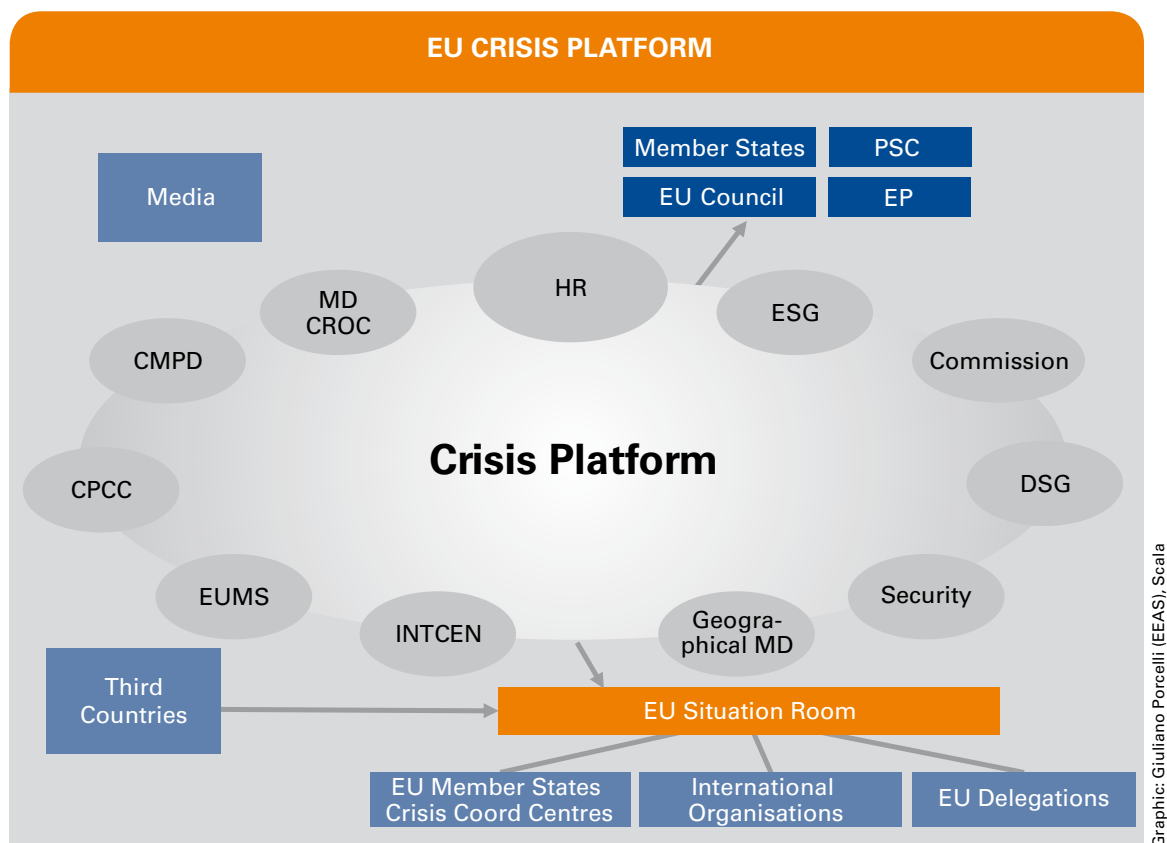 EU CRISIS PLATFORM
Member States
PSC
Media
EU Council
EP
HR
MD
CROC
ESG
CMPD
Commission
Crisis Platform
CPCC
DSG
EUMS
Security
INTCEN
Geogra-
phical MD
Third
Countries
EU Situation Room
EU Member States
Crisis Coord Centres
International
Organisations
EU Delegations
Graphic: Giuliano Porcelli (EEAS), Scala